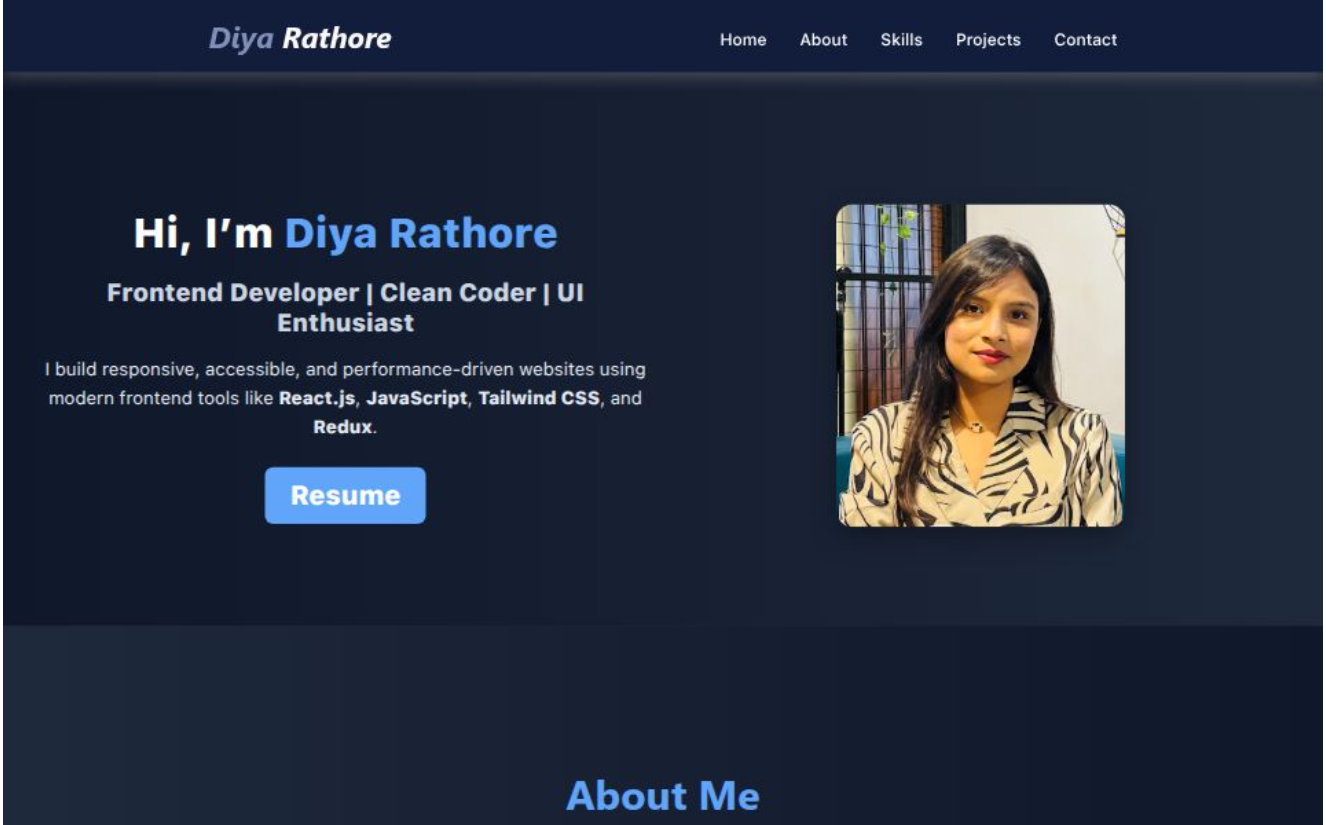 Diya Rathore
Home About Skills Projects Contact
Hi, I’m Diya Rathore
Frontend Developer | Clean Coder | UI
Enthusiast
I build responsive, accessible, and performance-driven websites using
modern frontend tools like React.js, JavaScript, Tailwind CSS, and
Redux.
Resume
About Me